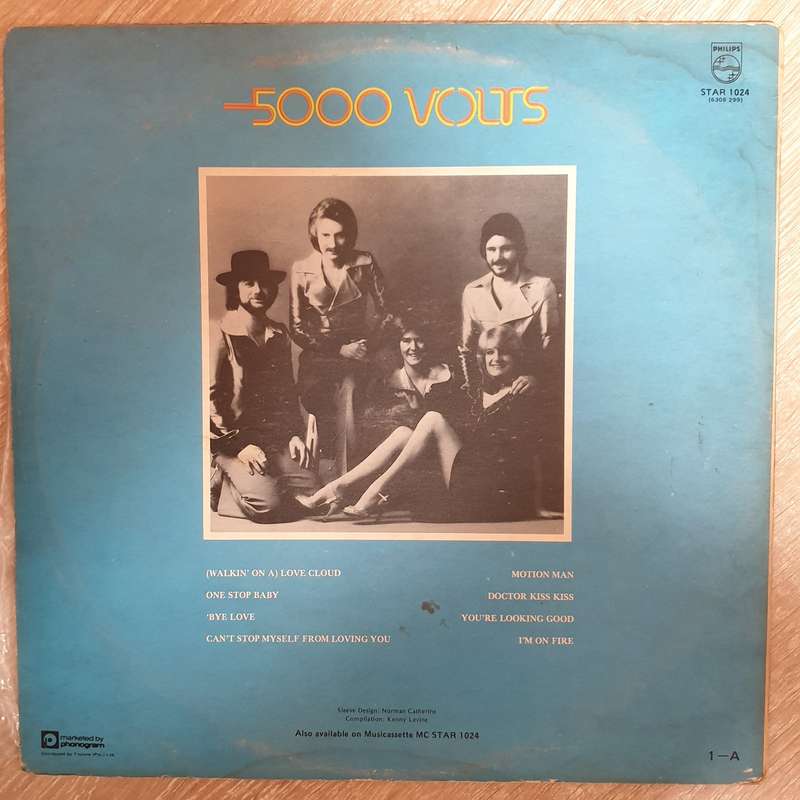 PHILIPS
STAR 1024
(6308 299)
5000 VOLTS
(WALKIN' ON A) LOVE CLOUD
ONE STOP BABY
'BYE LOVE
CAN'T STOP MYSELF FROM LOVING YOU
MOTION MAN
DOCTOR KISS KISS
YOU'RE LOOKING GOOD
I'M ON FIRE
Sleeve Design: Norman Catherine
Compilation: Kenny Levine
Also available on Musicassette MC STAR 1024
marketed by
phonogram
1—A